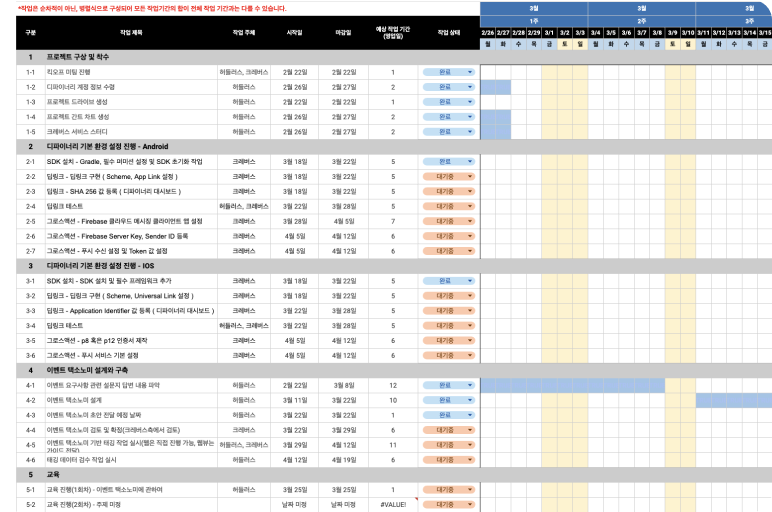 *작업은 순차적이 아닌, 병렬식으로 구성되어 모든 작업기간의 합이 전체 작업 기간과는 다를 수 있습니다.
3월 3월 3월
1주 2주 3주
구분 작업 제목 작업 주체 시작일 마감일 예상 작업 기간 (영업일) 작업 상태
2/26 2/27 2/28 2/29 3/1 3/2 3/3 3/4 3/5 3/6 3/7 3/8 3/9 3/10 3/11 3/12 3/13 3/14 3/15
월 화 수 목 금 토 일 월 화 수 목 금 토 일 월 화 수 목 금
1 프로젝트 구상 및 착수
1-1 킥오프 미팅 진행 허들러스, 크레버스 2월 22일 2월 22일 1 완료
1-2 디파이너리 계정 정보 수령 허들러스 2월 26일 2월 27일 2 완료
1-3 프로젝트 드라이브 생성 허들러스 2월 22일 2월 22일 1 완료
1-4 프로젝트 간트 차트 생성 허들러스 2월 26일 2월 27일 2 완료
1-5 크레버스 서비스 스터디 허들러스 2월 26일 2월 27일 2 완료
2 디파이너리 기본 환경 설정 진행 - Android
2-1 SDK 설치 - Gradle, 필수 퍼미션 설정 및 SDK 초기화 작업 크레버스 3월 18일 3월 22일 5 완료
2-2 딥링크 - 딥링크 구현 ( Scheme, App Link 설정 ) 크레버스 3월 18일 3월 22일 5 대기중
2-3 딥링크 - SHA 256 값 등록 ( 디파이너리 대시보드 ) 크레버스 3월 18일 3월 22일 5 대기중
2-4 딥링크 테스트 허들러스, 크레버스 3월 22일 3월 28일 5 대기중
2-5 그로스액션 - Firebase 클라우드 메시징 클라이언트 앱 설정 크레버스 3월 28일 4월 5일 7 대기중
2-6 그로스액션 - Firebase Server Key, Sender ID 등록 크레버스 4월 5일 4월 12일 6 대기중
2-7 그로스액션 - 푸시 수신 설정 및 Token 값 설정 크레버스 4월 5일 4월 12일 6 대기중
3 디파이너리 기본 환경 설정 진행 - IOS
3-1 SDK 설치 - SDK 설치 및 필수 프레임워크 추가 크레버스 3월 18일 3월 22일 5 완료
3-2 딥링크 - 딥링크 구현 ( Scheme, Universal Link 설정 ) 크레버스 3월 18일 3월 22일 5 대기중
3-3 딥링크 - Application Identifier 값 등록 ( 디파이너리 대시보드 ) 크레버스 3월 22일 3월 28일 5 대기중
3-4 딥링크 테스트 허들러스, 크레버스 3월 22일 3월 28일 5 대기중
3-5 그로스액션 - p8 혹은 p12 인증서 제작 크레버스 4월 5일 4월 12일 6 대기중
3-6 그로스액션 - 푸시 서비스 기본 설정 크레버스 4월 5일 4월 12일 6 대기중
4 이벤트 택소노미 설계와 구축
4-1 이벤트 요구사항 관련 설문지 답변 내용 파악 허들러스 2월 22일 3월 8일 12 완료
4-2 이벤트 택소노미 설계 허들러스 3월 11일 3월 22일 10 완료
4-3 이벤트 택소노미 초안 전달 예정 날짜 허들러스 3월 22일 3월 22일 1 완료
4-4 이벤트 택소노미 검토 및 확정(크레버스측에서 검토) 크레버스 3월 22일 3월 29일 6 대기중
4-5 이벤트 택소노미 기반 태깅 작업 실시(웹은 직접 진행 가능, 웹뷰는 가이드 전달) 허들러스, 크레버스 3월 29일 4월 12일 11 대기중
4-6 태깅 데이터 검수 작업 실시 허들러스 4월 12일 4월 19일 6 대기중
5 교육
5-1 교육 진행(1회차) - 이벤트 택소노미에 관하여 허들러스 3월 25일 3월 25일 1 대기중
5-2 교육 진행(2회차) - 주제 미정 날짜 미정 날짜 미정 #VALUE! 대기중